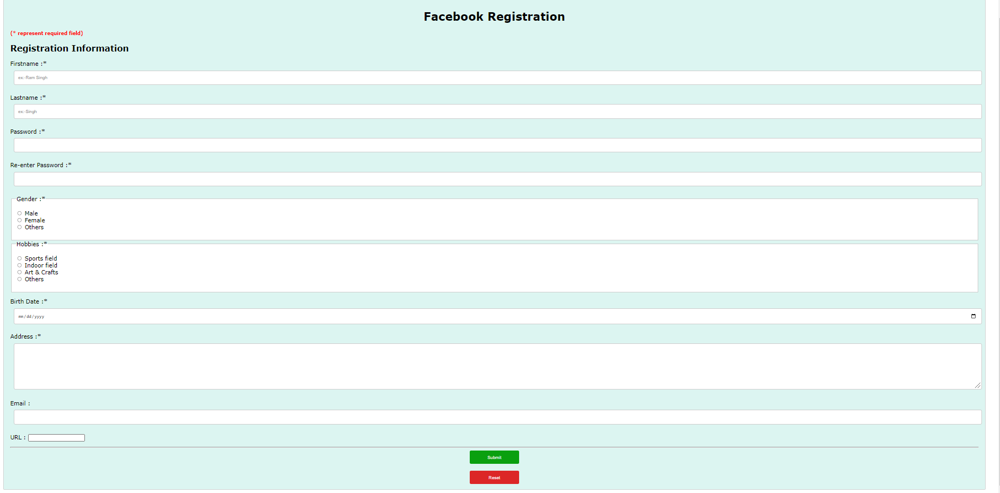 Facebook Registration
(* represent required field)
Registration Information
Firstname :*
ex:-Ram Singh
Lastname :*
ex:-Singh
Password :*
Re-enter Password :*
Gender :*
Male
Female
Others
Hobbies :*
Sports field
Indoor field
Art & Crafts
Others
Birth Date :*
mm/dd/yyyy
Address :*
Email :
URL :
Submit
Reset